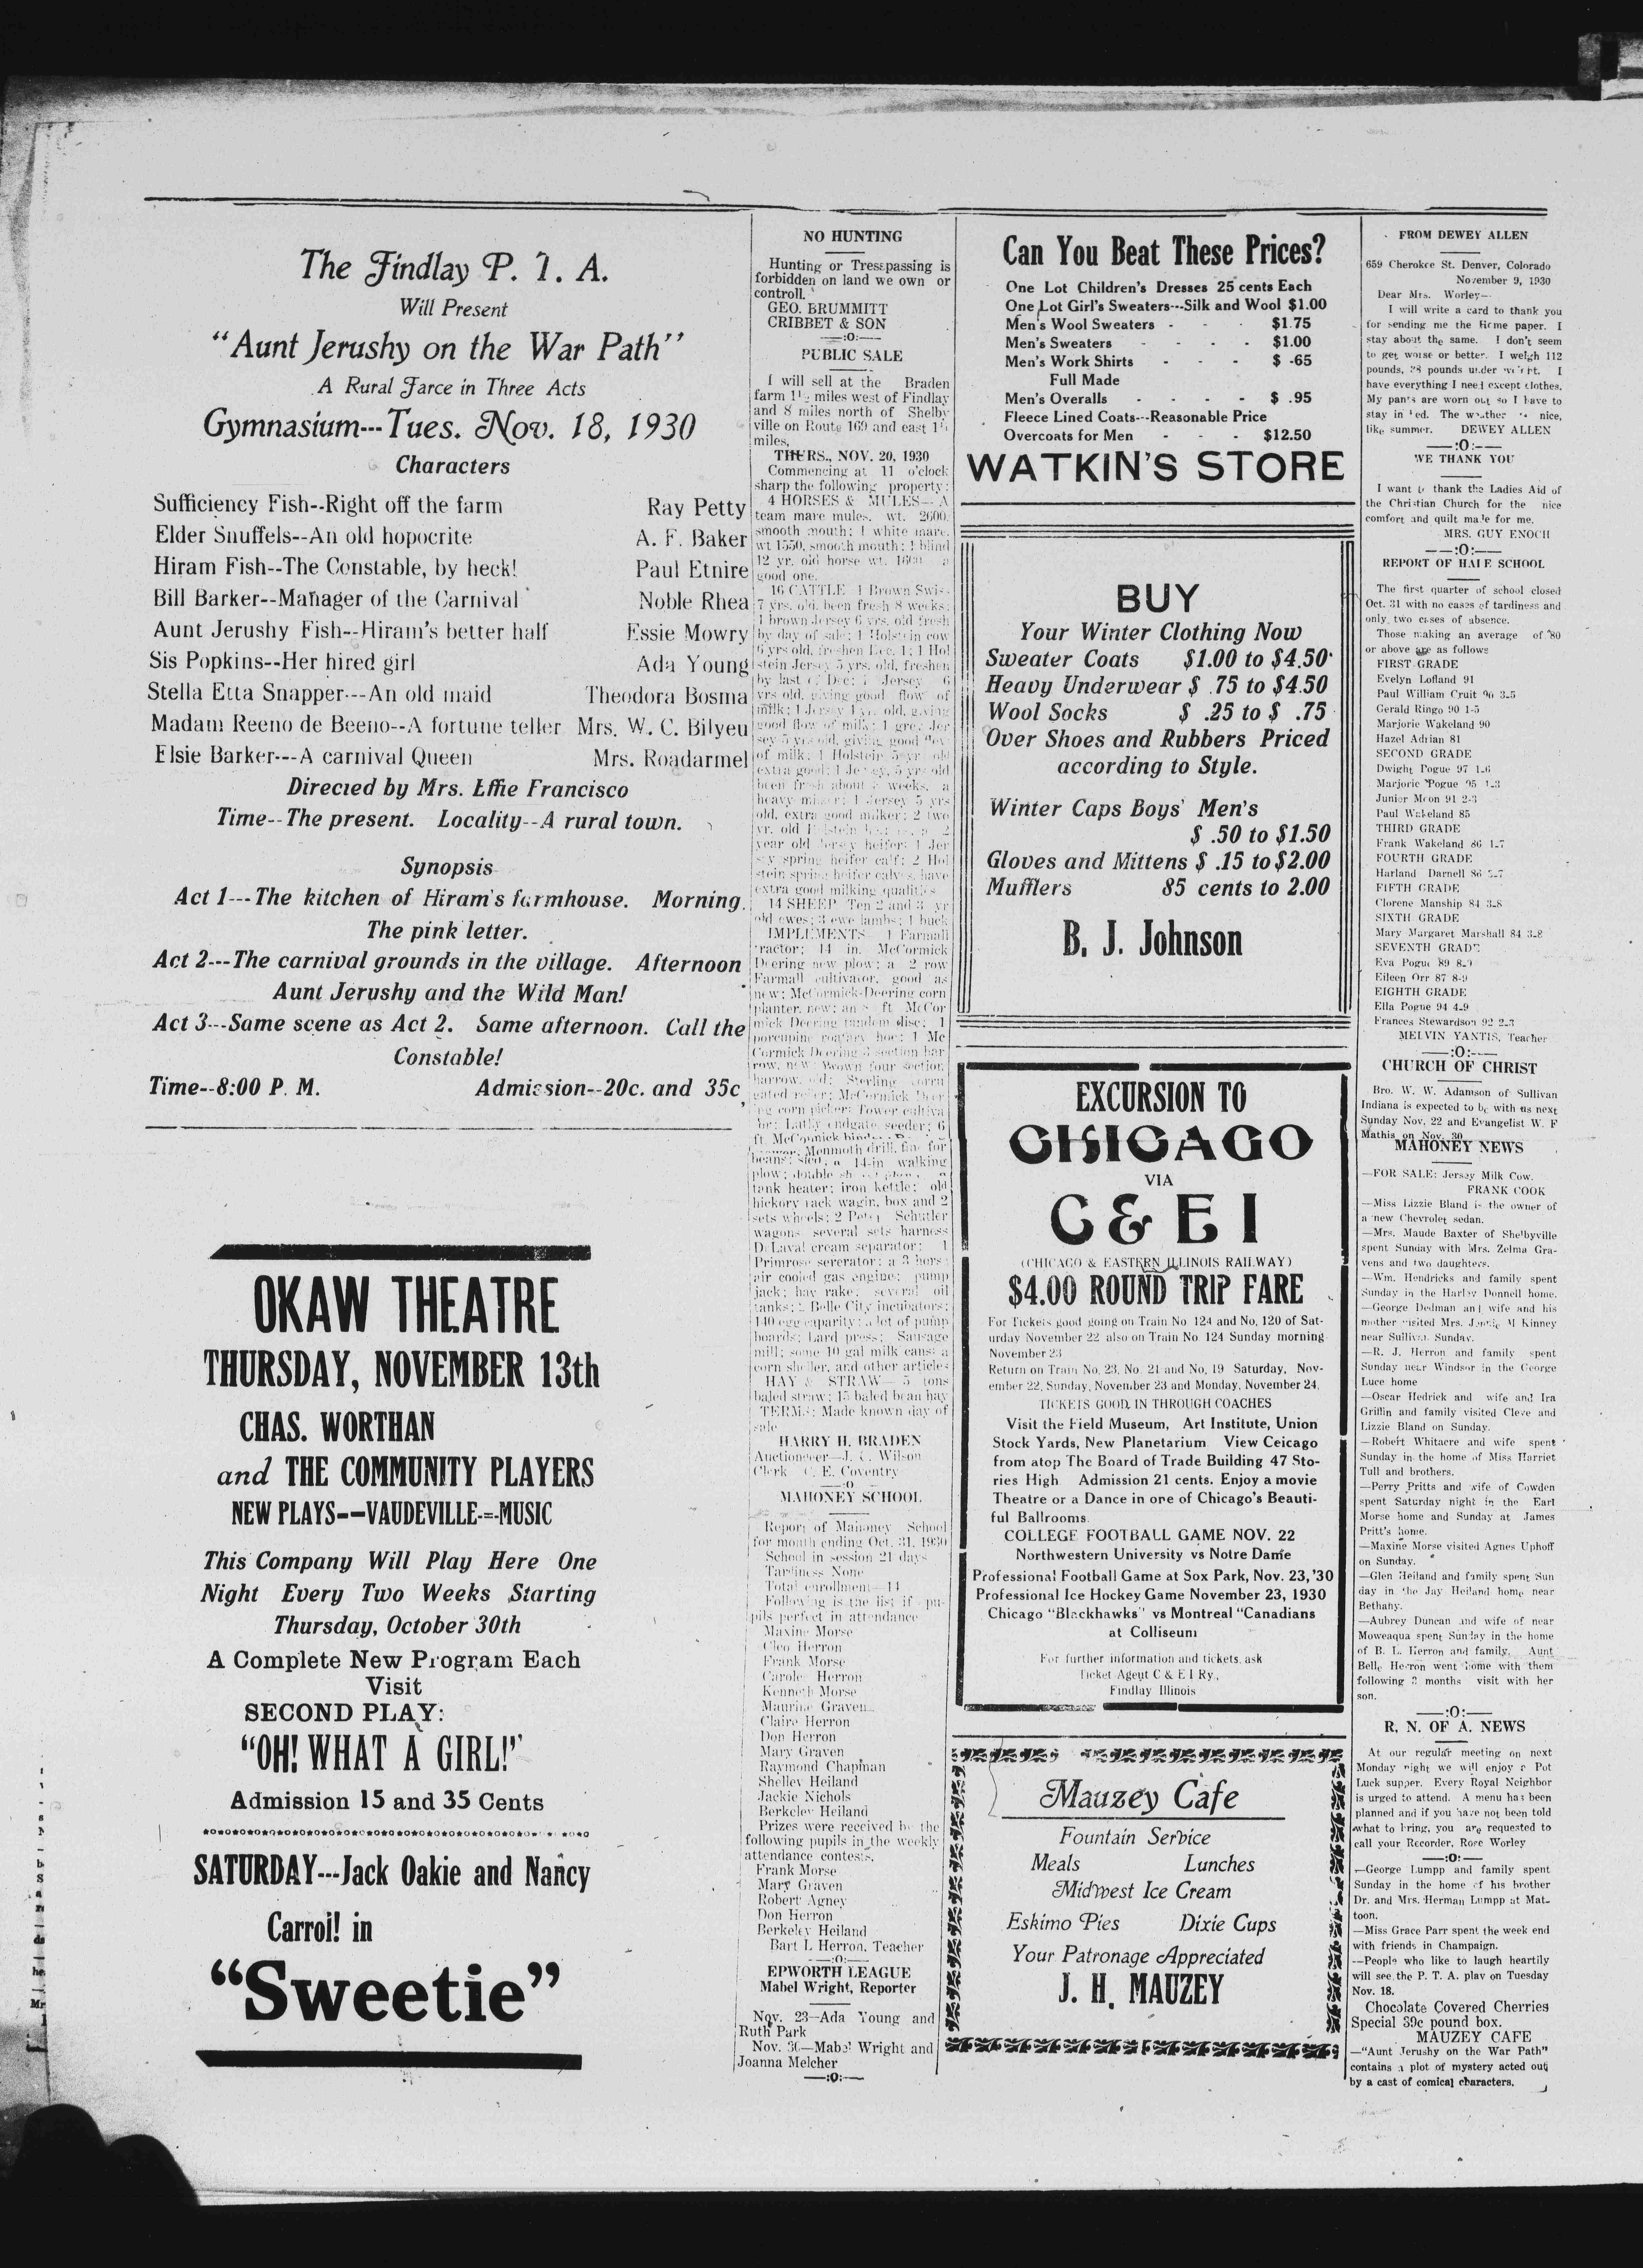 The Findlay P. T. A.
Will Present
"Aunt Jerushy on the War Path"
A Rural Farce in Three Acts
Gymnasium---Tues. Nov. 18, 1930
Characters
Sufficiency Fish--Right off the farm Ray Petty
Elder Snuffels--An old hopocrite A. F. Baker
Hiram Fish--The Constable, by heck! Paul Etnire
Bill Barker--Manager of the Carnival Noble Rhea
Aunt Jerushy Fish--Hiram's better half Essie Mowry
Sis Popkins--Her hired girl Ada Young
Stella Etta Snapper---An old maid Theodora Bosma
Madam Reeno de Beeno--A fortune teller Mrs. W. C. Bilyeu
Elsie Barker---A carnival Queen Mrs. Roadarmel
Directed by Mrs. Effie Francisco
Time--The present. Locality--A rural town.
Synopsis
Act 1---The kitchen of Hiram's farmhouse. Morning.
The pink letter.
Act 2---The carnival grounds in the village. Afternoon
Aunt Jerushy and the Wild Man!
Act 3---Same scene as Act 2. Same afternoon. Call the
Constable!
Time--8:00 P. M. Admission--20c. and 35c.
OKAW THEATRE
THURSDAY, NOVEMBER 13th
CHAS. WORTHAN
and THE COMMUNITY PLAYERS
NEW PLAYS--VAUDEVILLE-=-MUSIC
This Company Will Play Here One
Night Every Two Weeks Starting
Thursday, October 30th
A Complete New Program Each
Visit
SECOND PLAY:
"OH! WHAT A GIRL!"
Admission 15 and 35 Cents
SATURDAY---Jack Oakie and Nancy
Carroll in
"Sweetie"
NO HUNTING
Hunting or Tresspassing is
forbidden on land we own or
controll.
GEO. BRUMMITT
CRIBBET & SON
—:O:—
PUBLIC SALE
I will sell at the Braden
farm 1½ miles west of Findlay
and 8 miles north of Shelby
ville on Route 169 and east 1½
miles,
THURS., NOV. 20, 1930
Commencing at 11 o'clock
sharp the following property:
4 HORSES & MULES—A
team mare mules, wt. 2600,
smooth mouth; 1 white mare,
wt 1550, smooth mouth; 1 blind
12 yr. old horse wt. 1600 a
good one.
16 CATTLE 1 Brown Swiss
7 yrs. old, been fresh 8 weeks;
1 brown Jersey 6 yrs. old fresh
by day of sale; 1 Holstein cow
6 yrs old, freshen Dec. 1; 1 Hol
stein Jersey 5 yrs. old, freshen
by last of Dec; 1 Jersey 6
yrs old, giving good flow of
milk; 1 Jersey 4 yr. old, giving
good flow of milk; 1 grey Jer
sey 5 yrs old, giving good flow
of milk; 1 Holstein 5 yr old
extra good; 1 Jersey, 5 yrs old
been fresh about weeks, a
heavy milker; 1 Jersey 5 yrs
old, extra good milker; 2 two
yr. old Holstein 2
year old Jersey heifer; 1 Jer
sey spring heifer calf; 2 Hol
stein spring heifer calves, have
extra good milking qualities
14 SHEEP Ten 2 and 3 yr
old ewes; 3 ewe lambs; 1 buck
IMPLEMENTS— 1 Farmall
tractor; 14 in. McCormick
Deering new plow; a 2 row
Farmall cultivator, good as
new; McCormick-Deering corn
planter, new; an 8 ft. McCor
mick Deering tandem disc; 1
porcupine roatary hoe; 1 Mc
Cormick Deering 3 section har
row, new; Brown four section
harrow, old; Sterling corru
gated roller; McCormick Deer
ing corn picker; Tower cultiva
tor; endgate seeder; 6
ft. McCormick
Monmoth drill, fine for
beans; sled, a 14-in walking
plow; double
tank heater; iron kettle; old
hickory rack wagin, box and 2
sets wheels; 2 Peter Schutler
wagons several sets harness
DeLaval cream separator; 1
Primrose sererator; a 3 horse
air cooled gas engine; pump
jack; hay rake; several oil
tanks; 2 Belle City incubators;
140 egg caparity; a lot of pump
boards; Lard press; Sausage
mill; some 10 gal milk cans; a
corn sheller, and other articles
HAY & STRAW— 5 tons
baled straw; 15 baled bean hay
TERMS: Made known day of
sale
HARRY H. BRADEN
Auctioneer—J. C. Wilson
Clerk C. E. Coventry
—:O
MAHONEY SCHOOL
Report of Mahoney School
for month ending Oct. 31, 1930
School in session 21 days
Tardiness None
Total enrollment—14
Following is the list if pu-
pils perfect in attendance
Maxine Morse
Cleo Herron
Frank Morse
Carole Herron
Kenneth Morse
Maurine Graven
Claire Herron
Don Herron
Mary Graven
Raymond Chapman
Shelley Heiland
Jackie Nichols
Berkeley Heiland
Prizes were received by the
following pupils in the weekly
attendance contests.
Frank Morse
Mary Graven
Robert Agney
Don Herron
Berkeley Heiland
Bart L Herron, Teacher
—:O:—
EPWORTH LEAGUE
Mabel Wright, Reporter
Nov. 23—Ada Young and
Ruth Park
Nov. 30—Mabel Wright and
Joanna Melcher
—:O:—
Can You Beat These Prices?
One Lot Children's Dresses 25 cents Each
One Lot Girl's Sweaters---Silk and Wool $1.00
Men's Wool Sweaters - - - $1.75
Men's Sweaters - - - - $1.00
Men's Work Shirts - - - $ .65
Full Made
Men's Overalls - - - - $ .95
Fleece Lined Coats---Reasonable Price
Overcoats for Men - - - $12.50
WATKIN'S STORE
BUY
Your Winter Clothing Now
Sweater Coats $1.00 to $4.50
Heavy Underwear $ .75 to $4.50
Wool Socks $ .25 to $ .75
Over Shoes and Rubbers Priced
according to Style.
Winter Caps Boys' Men's
$ .50 to $1.50
Gloves and Mittens $ .15 to $2.00
Mufflers 85 cents to 2.00
B. J. Johnson
EXCURSION TO
CHICAGO
VIA
C & E I
(CHICAGO & EASTERN ILLINOIS RAILWAY)
$4.00 ROUND TRIP FARE
For Tickets good going on Train No 124 and No, 120 of Sat-
urday November 22 also on Train No 124 Sunday morning
November 23
Return on Train No, 23, No. 21 and No, 19 Saturday, Nov-
ember 22, Sunday, November 23 and Monday, November 24,
TICKETS GOOD, IN THROUGH COACHES
Visit the Field Museum, Art Institute, Union
Stock Yards, New Planetarium View Ceicago
from atop The Board of Trade Building 47 Sto-
ries High Admission 21 cents. Enjoy a movie
Theatre or a Dance in one of Chicago's Beauti-
ful Ballrooms.
COLLEGE FOOTBALL GAME NOV. 22
Northwestern University vs Notre Dame
Professional Football Game at Sox Park, Nov. 23,'30
Professional Ice Hockey Game November 23, 1930
Chicago "Blackhawks" vs Montreal "Canadians
at Colliseum
For further information and tickets, ask
Ticket Agent C & E I Ry.,
Findlay Illinois
Mauzey Cafe
Fountain Service
Meals Lunches
Midwest Ice Cream
Eskimo Pies Dixie Cups
Your Patronage Appreciated
J. H. MAUZEY
FROM DEWEY ALLEN
659 Cherokee St. Denver, Colorado
November 9, 1930
Dear Mrs. Worley—
I will write a card to thank you
for sending me the Home paper. I
stay about the same. I don't seem
to get worse or better. I weigh 112
pounds, 38 pounds under wei'rt. I
have everything I need except clothes.
My pants are worn out so I have to
stay in bed. The weather is nice,
like summer. DEWEY ALLEN
—:O:—
WE THANK YOU
I want to thank the Ladies Aid of
the Christian Church for the nice
comfort and quilt made for me.
MRS. GUY ENOCH
—:O:—
REPORT OF HALE SCHOOL
The first quarter of school closed
Oct. 31 with no cases of tardiness and
only two cases of absence.
Those making an average of 80
or above are as follows
FIRST GRADE
Evelyn Lofland 91
Paul William Cruit 90 3-5
Gerald Ringo 90 1-5
Marjorie Wakeland 90
Hazel Adrian 81
SECOND GRADE
Dwight Pogue 97 1-6
Marjorie Pogue 95 1-3
Junior Moon 91 2-3
Paul Wakeland 85
THIRD GRADE
Frank Wakeland 86 1-7
FOURTH GRADE
Harland Darnell 86 5-7
FIFTH GRADE
Clorene Manship 84 3-8
SIXTH GRADE
Mary Margaret Marshall 84 3-8
SEVENTH GRADE
Eva Pogue 89 8-9
Eileen Orr 87 8-9
EIGHTH GRADE
Ella Pogue 94 4-9
Frances Stewardson 92 2-3
MELVIN YANTIS, Teacher
—:O:—
CHURCH OF CHRIST
Bro. W. W. Adamson of Sullivan
Indiana is expected to be with us next
Sunday Nov. 22 and Evangelist W. F
Mathis on Nov. 30
MAHONEY NEWS
—FOR SALE: Jersey Milk Cow.
FRANK COOK
—Miss Lizzie Bland is the owner of
a new Chevrolet sedan.
—Mrs. Maude Baxter of Shelbyville
spent Sunday with Mrs. Zelma Gra-
vens and two daughters.
—Wm. Hendricks and family spent
Sunday in the Harley Donnell home.
—George Dedman and wife and his
mother visited Mrs. M Kinney
near Sullivan Sunday.
—R. J. Herron and family spent
Sunday near Windsor in the George
Luce home
—Oscar Hedrick and wife and Ira
Griffin and family visited Cleve and
Lizzie Bland on Sunday.
—Robert Whitacre and wife spent
Sunday in the home of Miss Harriet
Tull and brothers.
—Perry Pritts and wife of Cowden
spent Saturday night in the Earl
Morse home and Sunday at James
Pritt's home.
—Maxine Morse visited Agnes Uphoff
on Sunday.
—Glen Heiland and family spent Sun
day in the Jay Heiland home near
Bethany.
—Aubrey Duncan and wife of near
Moweaqua spent Sunday in the home
of B. L. Herron and family. Aunt
Belle Herron went home with them
following 3 months visit with her
son.
—:O:—
R. N. OF A. NEWS
At our regular meeting on next
Monday night we will enjoy a Pot
Luck supper. Every Royal Neighbor
is urged to attend. A menu has been
planned and if you have not been told
what to bring, you are requested to
call your Recorder, Rose Worley
—:O:—
—George Lumpp and family spent
Sunday in the home of his brother
Dr. and Mrs. Herman Lumpp at Mat-
toon.
—Miss Grace Parr spent the week end
with friends in Champaign.
—People who like to laugh heartily
will see the P. T. A. play on Tuesday
Nov. 18.
Chocolate Covered Cherries
Special 39c pound box.
MAUZEY CAFE
—"Aunt Jerushy on the War Path"
contains a plot of mystery acted out
by a cast of comical characters.